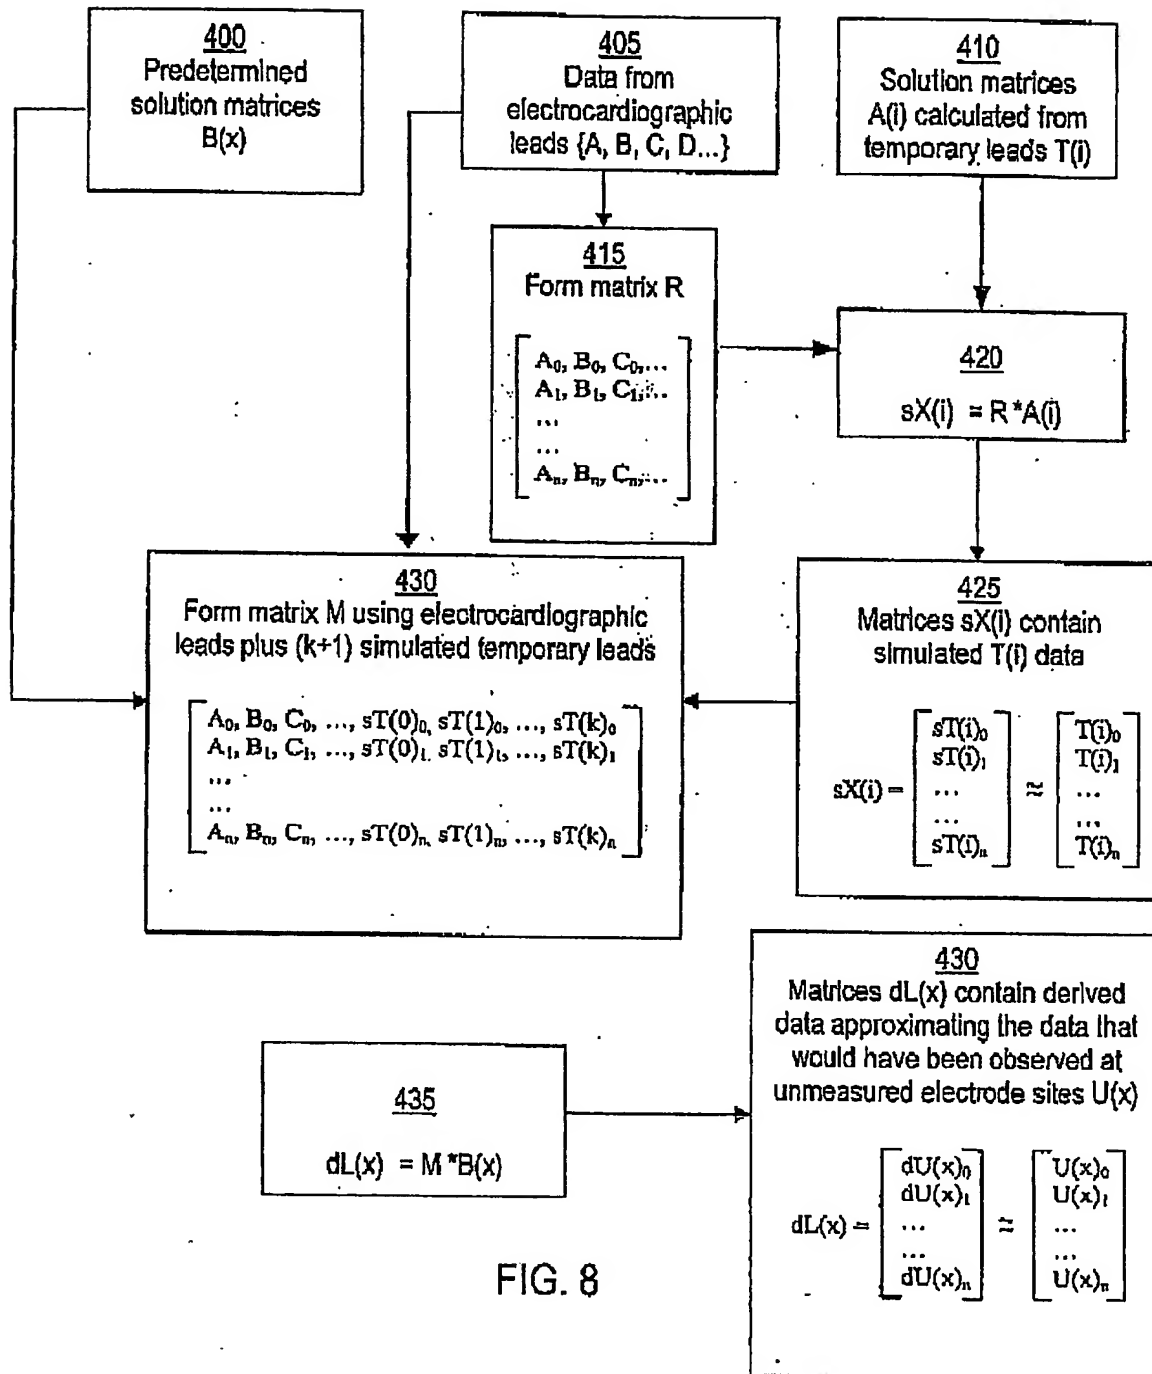 400
Predetermined
solution matrices
B(x)
405
Data from
electrocardiographic
leads {A, B, C, D...}
410
Solution matrices
A(i) calculated from
temporary leads T(i)
415
Form matrix R
A₀, B₀, C₀,...
A₁, B₁, C₁,...
...
...
Aₙ, Bₙ, Cₙ,...
420
sX(i) = R*A(i)
430
Form matrix M using electrocardiographic
leads plus (k+1) simulated temporary leads
A₀, B₀, C₀, ..., sT(0)₀, sT(1)₀, ..., sT(k)₀
A₁, B₁, C₁, ..., sT(0)₁, sT(1)₁, ..., sT(k)₁
...
...
Aₙ, Bₙ, Cₙ, ..., sT(0)ₙ, sT(1)ₙ, ..., sT(k)ₙ
425
Matrices sX(i) contain
simulated T(i) data
sT(i)₀ T(i)₀
sT(i)₁ T(i)₁
sX(i) = ... ≈ ...
... ...
sT(i)ₙ T(i)ₙ
435
dL(x) = M*B(x)
430
Matrices dL(x) contain derived
data approximating the data that
would have been observed at
unmeasured electrode sites U(x)
dU(x)₀ U(x)₀
dU(x)₁ U(x)₁
dL(x) = ... ≈ ...
... ...
dU(x)ₙ U(x)ₙ
FIG. 8